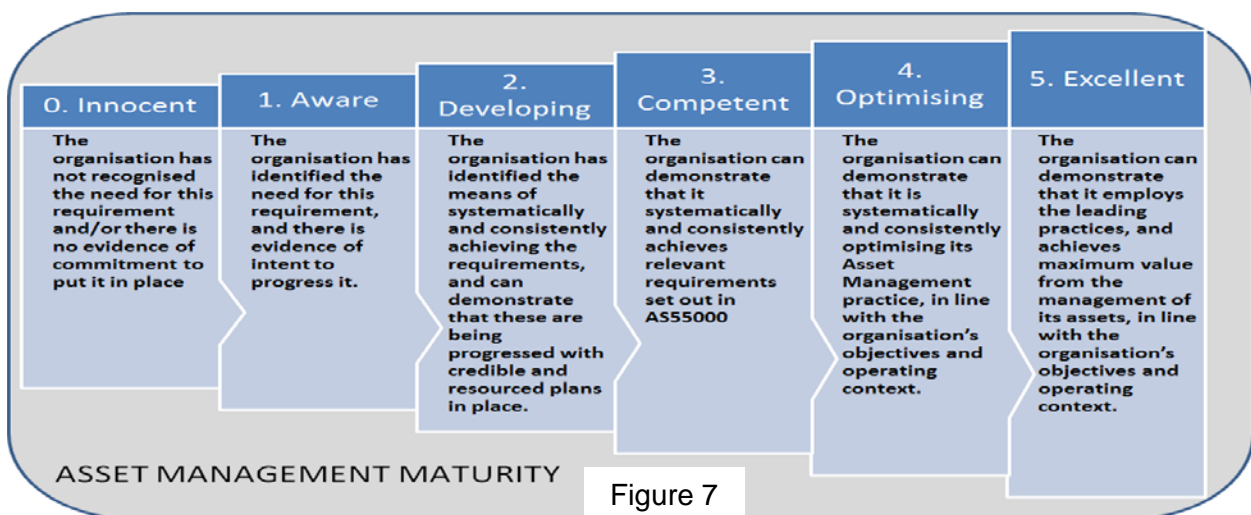 0. Innocent
The
organisation has
not recognised
the need for this
requirement
and/or there is
no evidence of
commitment to
put it in place
1. Aware
The
organisation has
identified the
need for this
requirement,
and there is
evidence of
intent to
progress it.
2.
Developing
The
organisation has
identified the
means of
systematically
and consistently
achieving the
requirements,
and can
demonstrate
that these are
being
progressed with
credible and
resourced plans
in place.
3.
Competent
The
organisation can
demonstrate
that it
systematically
and consistently
achieves
relevant
requirements
set out in
AS55000
4.
Optimising
The
organisation can
demonstrate
that it is
systematically
and consistently
optimising its
Asset
Management
practice, in line
with the
organisation’s
objectives and
operating
context.
5. Excellent
The
organisation can
demonstrate
that it employs
the leading
practices, and
achieves
maximum value
from the
management of
its assets, in line
with the
organisation’s
objectives and
operating
context.
ASSET MANAGEMENT MATURITY
Figure 7